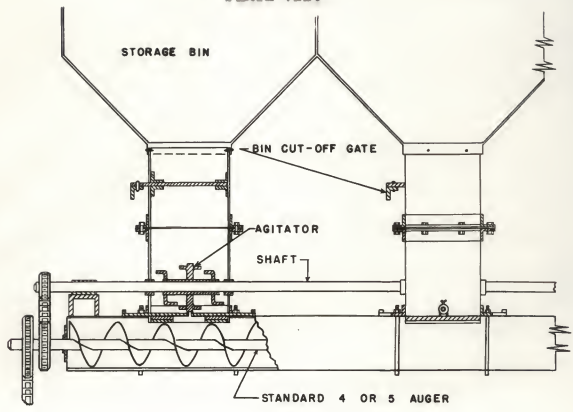 STORAGE BIN
BIN CUT-OFF GATE
AGITATOR
SHAFT
STANDARD 4 OR 5 AUGER